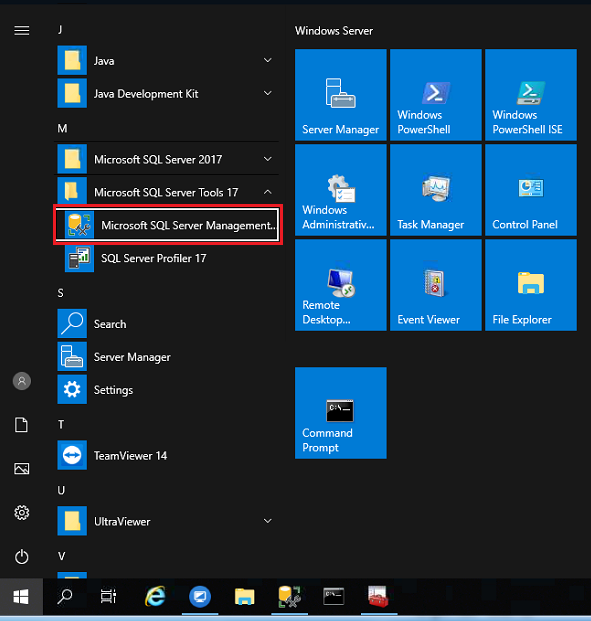 J
Java
Java Development Kit
M
Microsoft SQL Server 2017
Microsoft SQL Server Tools 17
Microsoft SQL Server Management...
SQL Server Profiler 17
S
Search
Server Manager
Settings
T
TeamViewer 14
U
UltraViewer
V
Windows Server
Server Manager
Windows
PowerShell
Windows
PowerShell ISE
Windows
Administrativ...
Task Manager
Control Panel
Remote
Desktop...
Event Viewer
File Explorer
C:\_
Command
Prompt